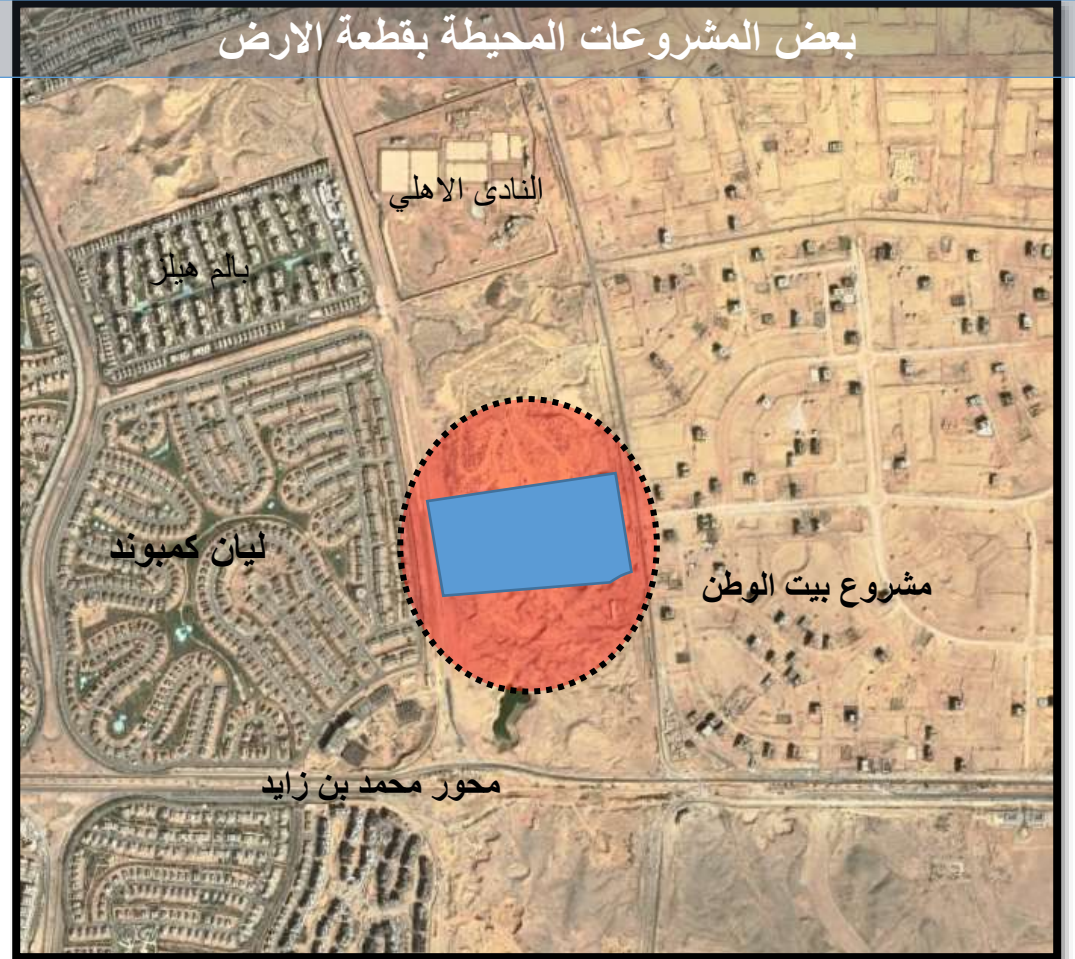 بعض المشروعات المحيطة بقطعة الارض
النادى الاهلي
بالم هيلز
ليان كمبوند
مشروع بيت الوطن
محور محمد بن زايد